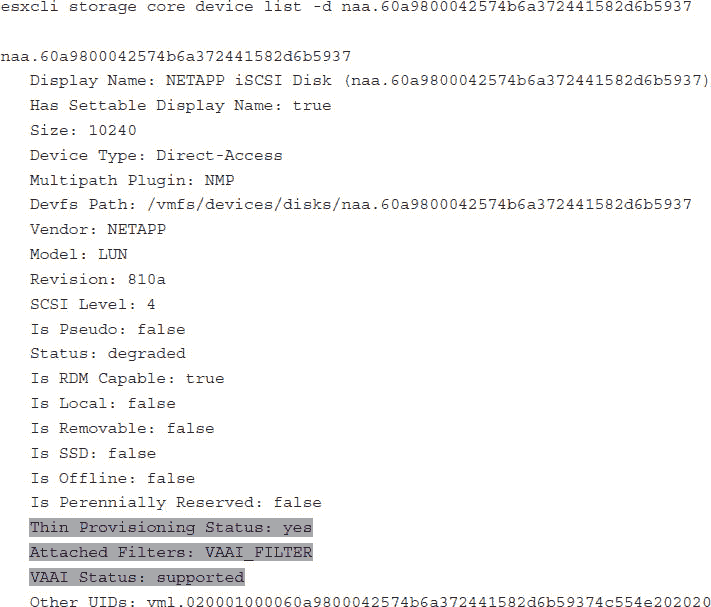 esxcli storage core device list -d naa.60a9800042574b6a372441582d6b5937
naa.60a9800042574b6a372441582d6b5937
Display Name: NETAPP iSCSI Disk (naa.60a9800042574b6a372441582d6b5937)
Has Settable Display Name: true
Size: 10240
Device Type: Direct-Access
Multipath Plugin: NMP
Devfs Path: /vmfs/devices/disks/naa.60a9800042574b6a372441582d6b5937
Vendor: NETAPP
Model: LUN
Revision: 810a
SCSI Level: 4
Is Pseudo: false
Status: degraded
Is RDM Capable: true
Is Local: false
Is Removable: false
Is SSD: false
Is Offline: false
Is Perennially Reserved: false
Thin Provisioning Status: yes
Attached Filters: VAAI_FILTER
VAAI Status: supported
Other UIDs: vml.020001000060a9800042574b6a372441582d6b59374c554e202020